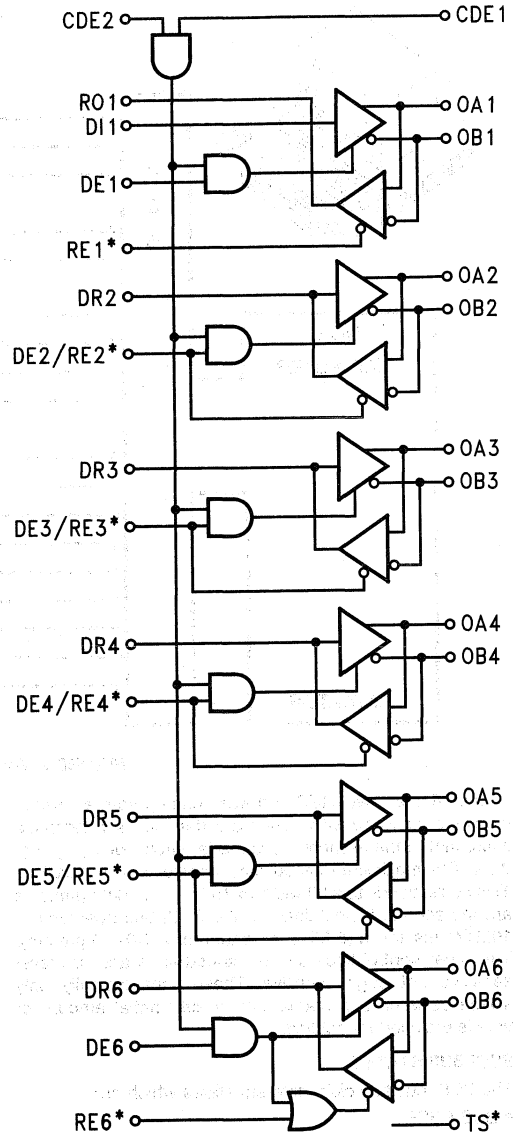 CDE2 CDE1
RO1 OA1
DI1
OB1
DE1
RE1*
OA2
DR2
OB2
DE2/RE2*
OA3
DR3
OB3
DE3/RE3*
OA4
DR4
OB4
DE4/RE4*
OA5
DR5
OB5
DE5/RE5*
OA6
DR6
OB6
DE6
RE6* TS*